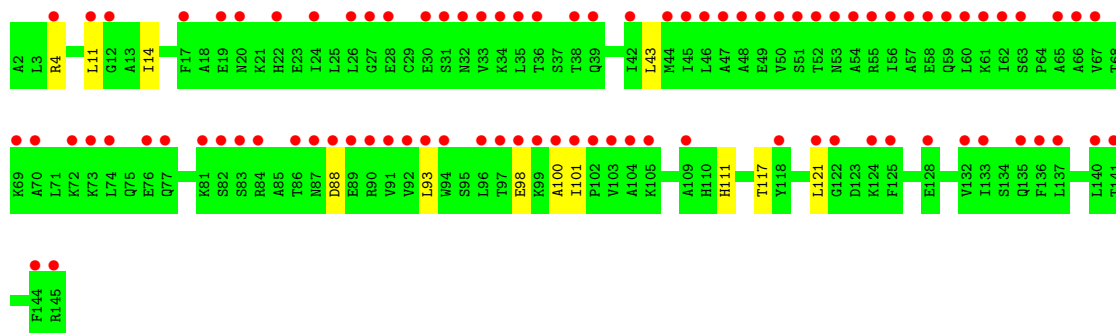 A2 L3 R4 L11 G12 A13 I14 F17 A18 E19 N20 K21 H22 E23 I24 L25 L26 G27 E28 C29 E30 S31 N32 V33 K34 L35 T36 S37 T38 Q39 I42 L43 M44 I45 L46 A47 A48 E49 V50 S51 T52 N53 A54 R55 I56 A57 E58 Q59 L60 K61 I62 S63 P64 A65 A66 V67 T68
K69 A70 L71 K72 K73 L74 Q75 E76 Q77 K81 S82 S83 R84 A85 T86 N87 D88 E89 R90 V91 V92 L93 W94 S95 L96 T97 E98 K99 A100 I101 P102 V103 A104 K105 A109 H110 H111 T117 Y118 L121 G122 D123 K124 F125 E128 V132 I133 S134 Q135 F136 L137 L140 T141
F144 R145